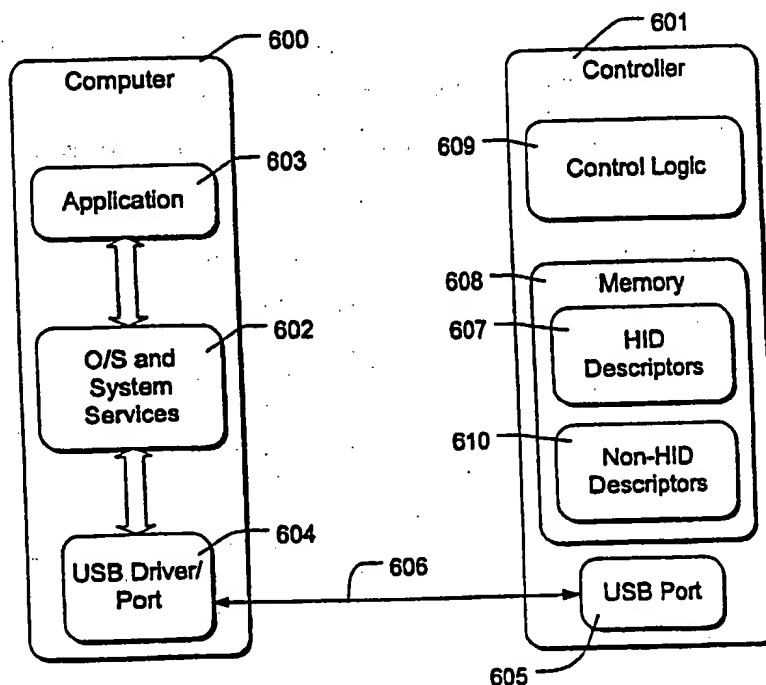 600
Computer
603
Application
602
O/S and
System
Services
604
USB Driver/
Port
606
601
Controller
609
Control Logic
608
Memory
607
HID
Descriptors
610
Non-HID
Descriptors
USB Port
605